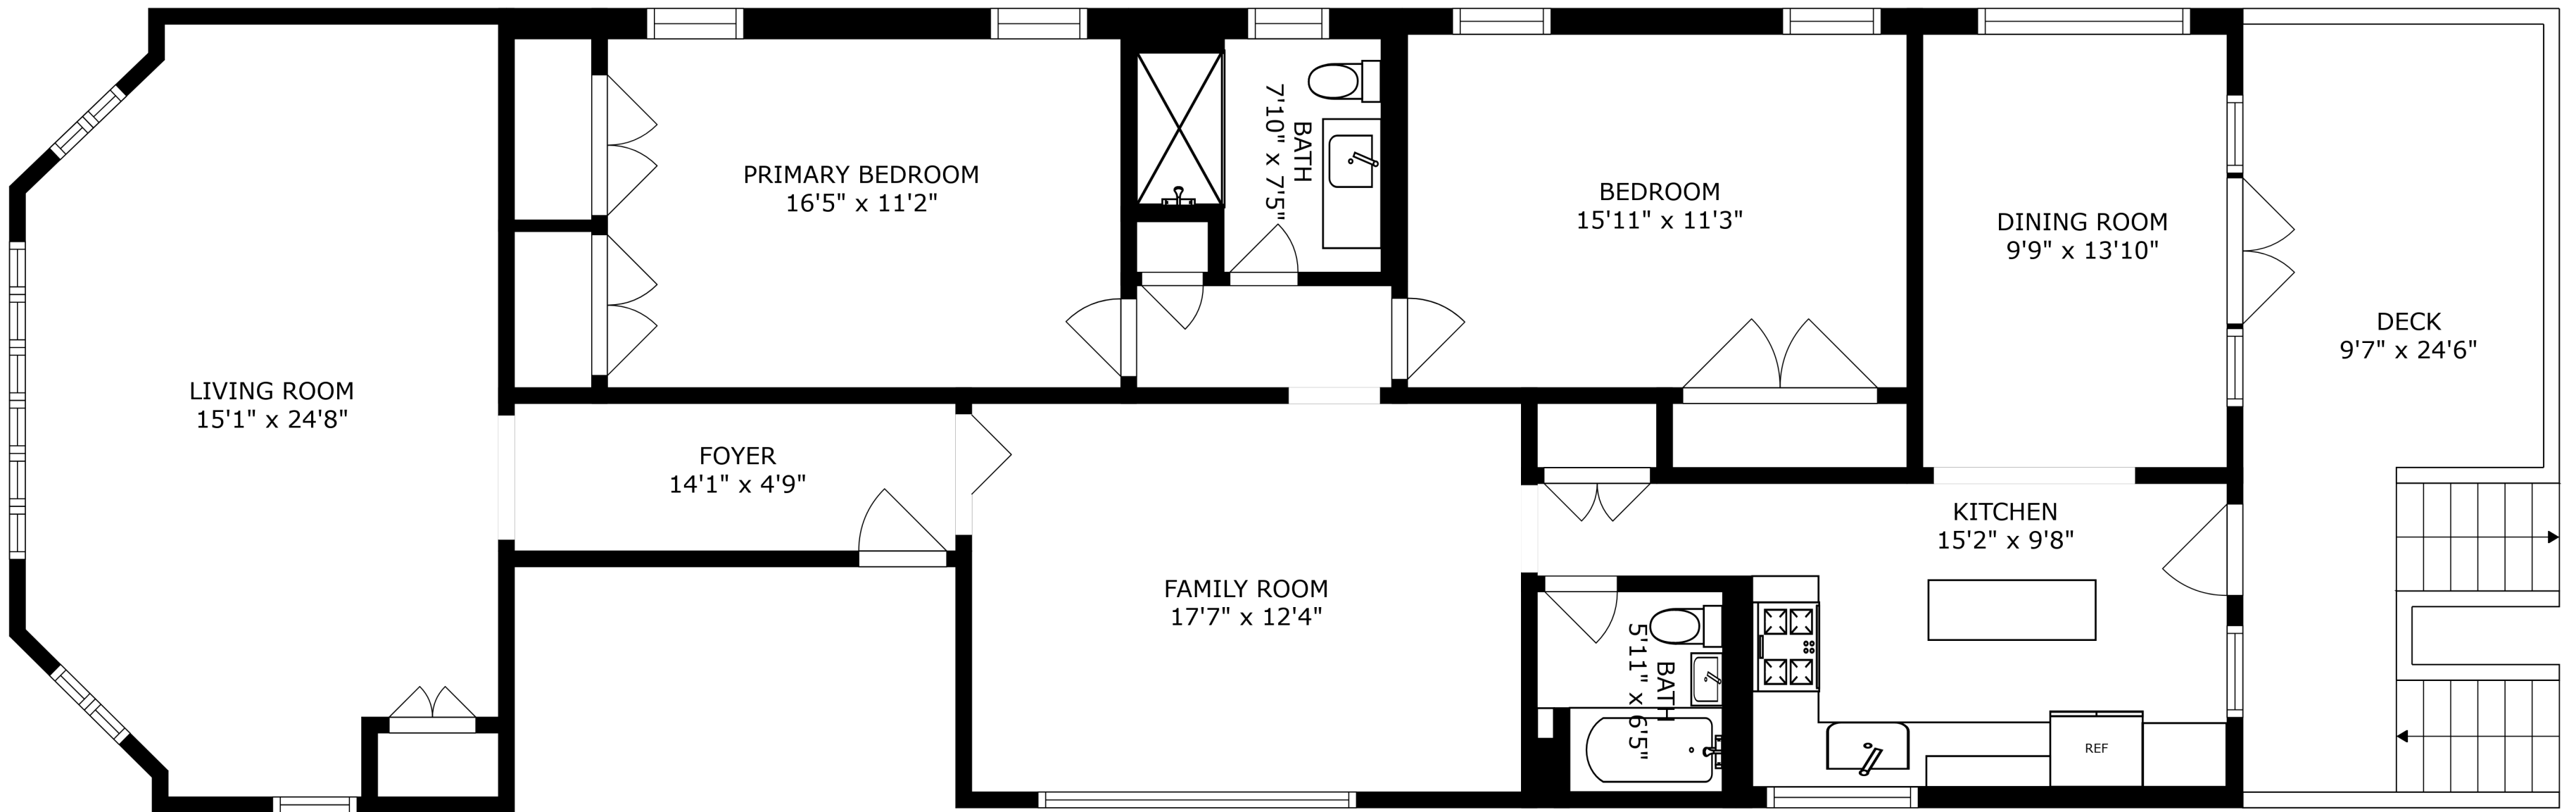 LIVING ROOM
15'1" x 24'8"
PRIMARY BEDROOM
16'5" x 11'2"
BATH
7'10" x 7'5"
BEDROOM
15'11" x 11'3"
DINING ROOM
9'9" x 13'10"
DECK
9'7" x 24'6"
FOYER
14'1" x 4'9"
FAMILY ROOM
17'7" x 12'4"
KITCHEN
15'2" x 9'8"
BATH
5'11" x 6'5"
REF